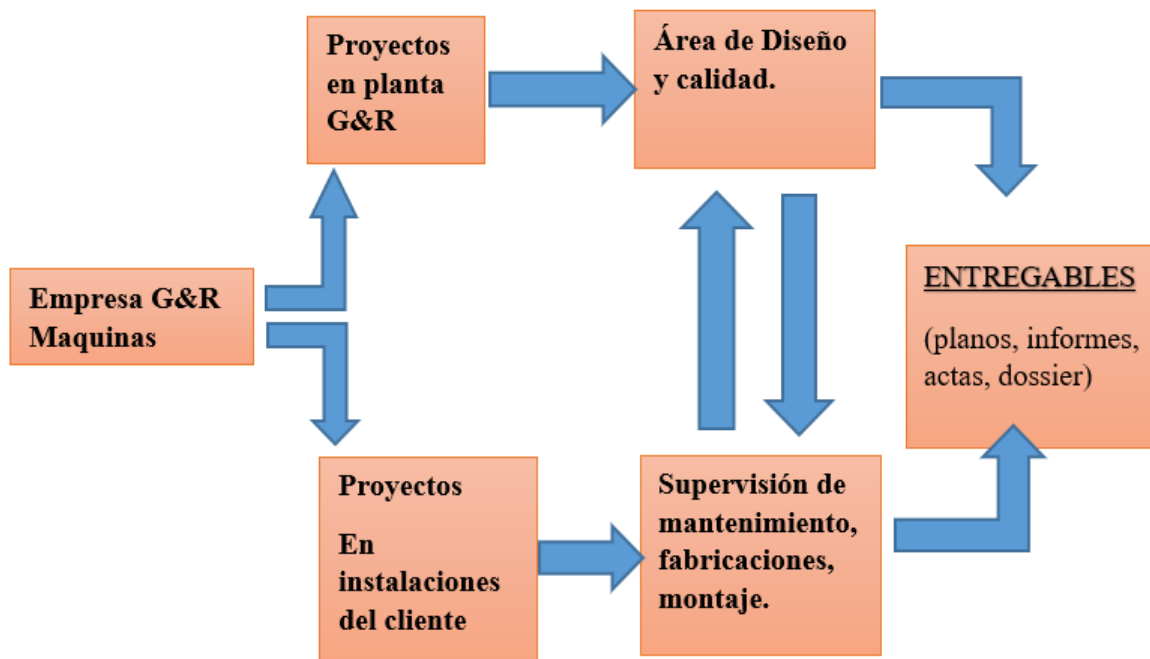 Proyectos
en planta
G&R
Área de Diseño
y calidad.
Empresa G&R
Maquinas
ENTREGABLES
(planos, informes,
actas, dossier)
Proyectos
En
instalaciones
del cliente
Supervisión de
mantenimiento,
fabricaciones,
montaje.